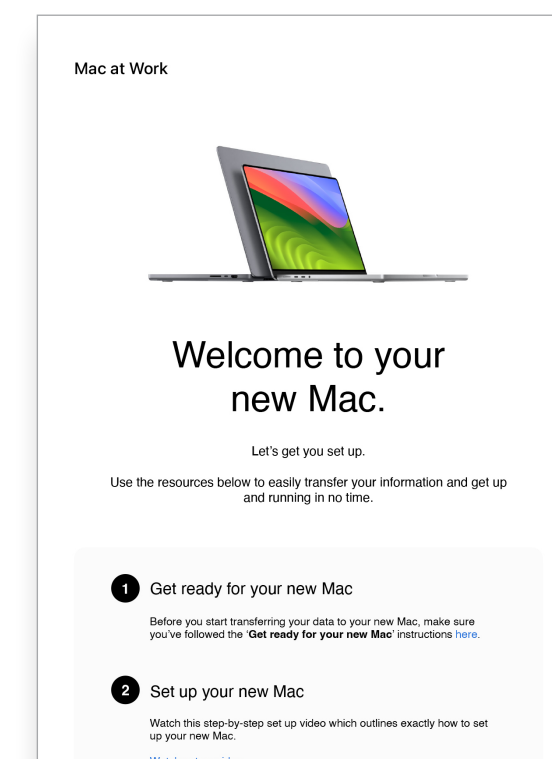 Mac at Work
Welcome to your
new Mac.
Let's get you set up.
Use the resources below to easily transfer your information and get up
and running in no time.
1 Get ready for your new Mac
Before you start transferring your data to your new Mac, make sure
you've followed the ‘Get ready for your new Mac’ instructions here.
2 Set up your new Mac
Watch this step-by-step set up video which outlines exactly how to set
up your new Mac.